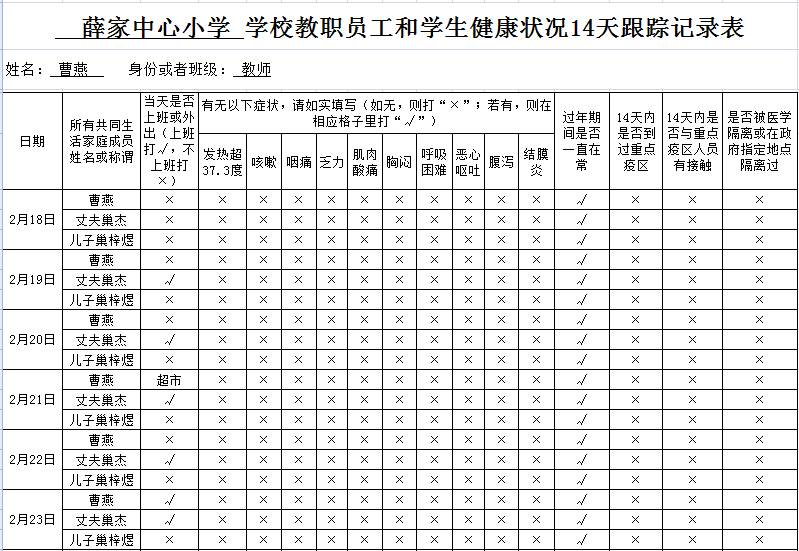 薛家中心小学 学校教职员工和学生健康状况14天跟踪记录表
姓名： 曹燕 身份或者班级： 教师
日期 所有共同生活家庭成员姓名或称谓 当天是否上班或外出（上班打√，不上班打×） 有无以下症状，请如实填写（如无，则打“×”；若有，则在相应格子里打“√”） 过年期间是否一直在常 14天内是否到过重点疫区 14天内是否与重点疫区人员有接触 是否被医学隔离或在政府指定地点隔离过
发热超37.3度 咳嗽 咽痛 乏力 肌肉酸痛 胸闷 呼吸困难 恶心呕吐 腹泻 结膜炎
2月18日 曹燕 × × × × × × × × × × × √ × × ×
丈夫巢杰 × × × × × × × × × × × √ × × ×
儿子巢梓煜 × × × × × × × × × × × √ × × ×
2月19日 曹燕 × × × × × × × × × × × √ × × ×
丈夫巢杰 √ × × × × × × × × × × √ × × ×
儿子巢梓煜 × × × × × × × × × × × √ × × ×
2月20日 曹燕 × × × × × × × × × × × √ × × ×
丈夫巢杰 √ × × × × × × × × × × √ × × ×
儿子巢梓煜 × × × × × × × × × × × √ × × ×
2月21日 曹燕 超市 × × × × × × × × × × √ × × ×
丈夫巢杰 √ × × × × × × × × × × √ × × ×
儿子巢梓煜 × × × × × × × × × × × √ × × ×
2月22日 曹燕 × × × × × × × × × × × √ × × ×
丈夫巢杰 √ × × × × × × × × × × √ × × ×
儿子巢梓煜 × × × × × × × × × × × √ × × ×
2月23日 曹燕 √ × × × × × × × × × × √ × × ×
丈夫巢杰 √ × × × × × × × × × × √ × × ×
儿子巢梓煜 × × × × × × × × × × × √ × × ×